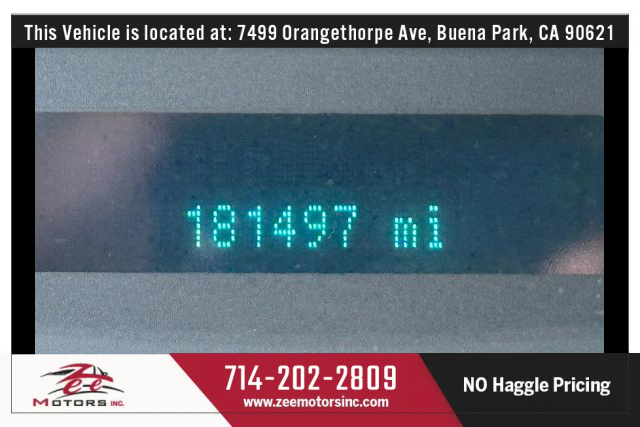 This Vehicle is located at: 7499 Orangethorpe Ave, Buena Park, CA 90621
181497 mi
Zee
MOTORS INC.
714-202-2809
www.zeemotorsinc.com
NO Haggle Pricing